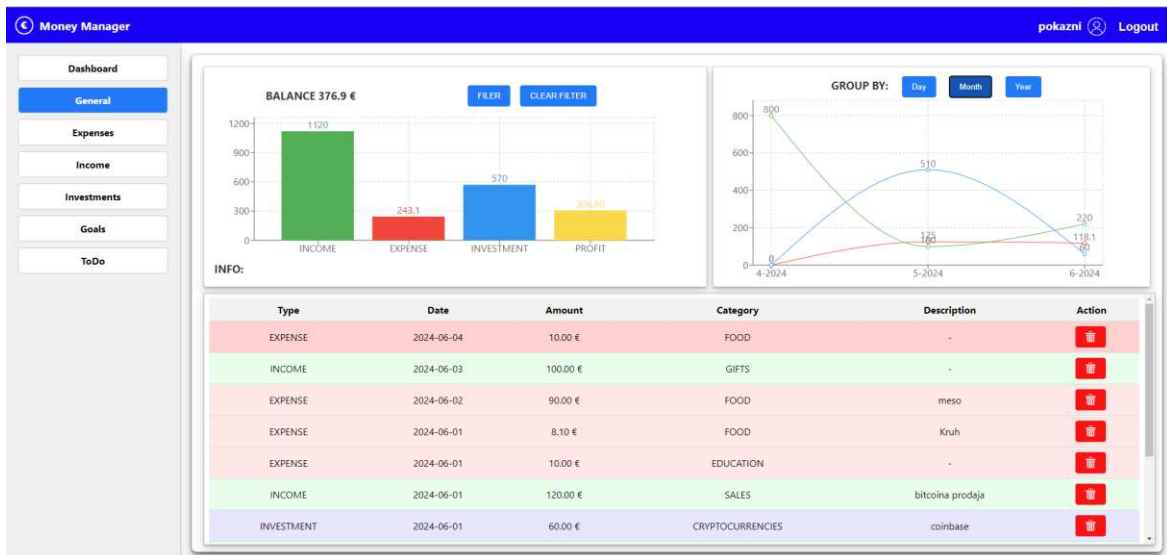 Money Manager
pokazni
Logout
Dashboard
General
Expenses
Income
Investments
Goals
ToDo
BALANCE 376.9 €
FILER
CLEAR FILTER
1200
900
600
300
0
1120
243.1
570
INCOME
EXPENSE
INVESTMENT
PROFIT
INFO:
GROUP BY:
Day
Month
Year
800
600
400
200
0
800
0
510
220
118.1
60
4-2024
5-2024
6-2024
Type Date Amount Category Description Action
EXPENSE 2024-06-04 10.00 € FOOD -
INCOME 2024-06-03 100.00 € GIFTS -
EXPENSE 2024-06-02 90.00 € FOOD meso
EXPENSE 2024-06-01 8.10 € FOOD Kruh
EXPENSE 2024-06-01 10.00 € EDUCATION -
INCOME 2024-06-01 120.00 € SALES bitcoina prodaja
INVESTMENT 2024-06-01 60.00 € CRYPTOCURRENCIES coinbase